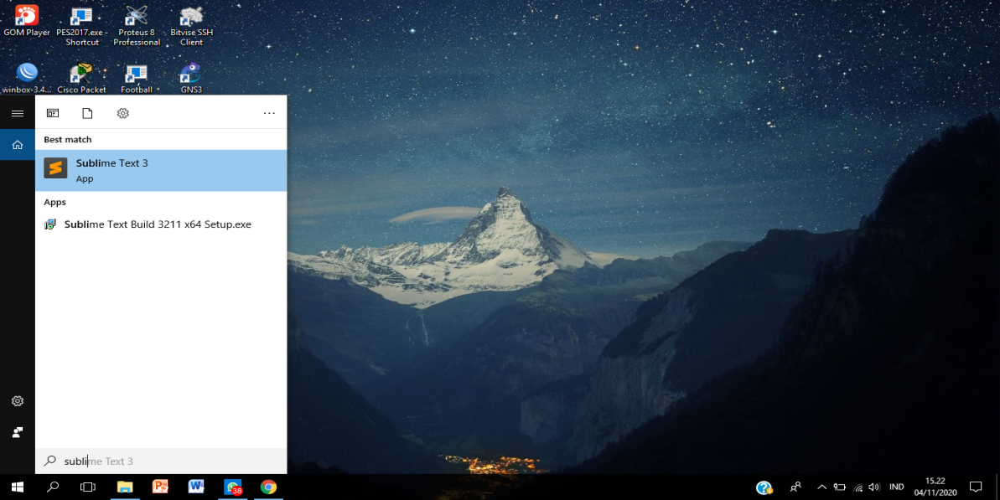 GOM Player PES2017.exe - Shortcut Proteus 8 Professional Bitvise SSH Client
winbox-3.4... Cisco Packet Football GNS3
Best match
Sublime Text 3
App
Apps
Sublime Text Build 3211 x64 Setup.exe
sublime Text 3
38
IND
15.22
04/11/2020